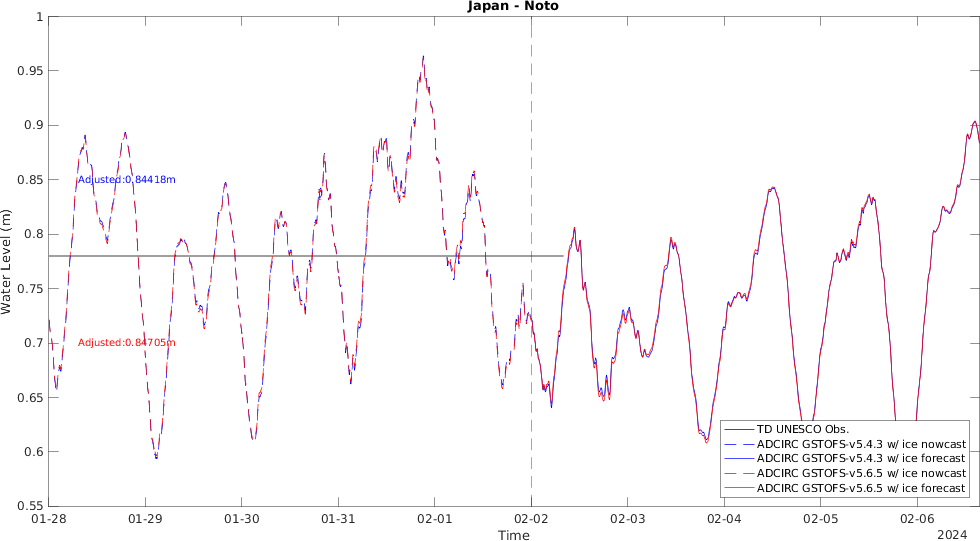 Japan - Noto
Water Level (m)
1
0.95
0.9
0.85
0.8
0.75
0.7
0.65
0.6
0.55
Adjusted:0.84418m
Adjusted:0.84705m
TD UNESCO Obs.
ADCIRC GSTOFS-v5.4.3 w/ ice nowcast
ADCIRC GSTOFS-v5.4.3 w/ ice forecast
ADCIRC GSTOFS-v5.6.5 w/ ice nowcast
ADCIRC GSTOFS-v5.6.5 w/ ice forecast
01-28 01-29 01-30 01-31 02-01 02-02 02-03 02-04 02-05 02-06
Time
2024